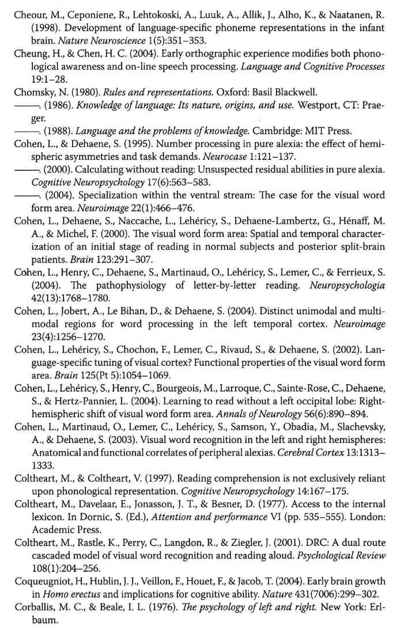 Cheour, M., Ceponiene, R., Lehtokoski, A., Luuk, A., Allik, J., Alho, K., & Naatanen, R.
(1998). Development of language-specific phoneme representations in the infant
brain. Nature Neuroscience 1(5):351–353.
Cheung, H., & Chen, H. C. (2004). Early orthographic experience modifies both phono-
logical awareness and on-line speech processing. Language and Cognitive Processes
19:1–28.
Chomsky, N. (1980). Rules and representations. Oxford: Basil Blackwell.
———. (1986). Knowledge of language: Its nature, origins, and use. Westport, CT: Prae-
ger.
———. (1988). Language and the problems of knowledge. Cambridge: MIT Press.
Cohen, L., & Dehaene, S. (1995). Number processing in pure alexia: the effect of hemi-
spheric asymmetries and task demands. Neurocase 1:121–137.
———. (2000). Calculating without reading: Unsuspected residual abilities in pure alexia.
Cognitive Neuropsychology 17(6):563–583.
———. (2004). Specialization within the ventral stream: The case for the visual word
form area. Neuroimage 22(1):466–476.
Cohen, L., Dehaene, S., Naccache, L., Lehéricy, S., Dehaene-Lambertz, G., Hénaff, M.
A., & Michel, F. (2000). The visual word form area: Spatial and temporal character-
ization of an initial stage of reading in normal subjects and posterior split-brain
patients. Brain 123:291–307.
Cohen, L., Henry, C., Dehaene, S., Martinaud, O., Lehéricy, S., Lemer, C., & Ferrieux, S.
(2004). The pathophysiology of letter-by-letter reading. Neuropsychologia
42(13):1768–1780.
Cohen, L., Jobert, A., Le Bihan, D., & Dehaene, S. (2004). Distinct unimodal and multi-
modal regions for word processing in the left temporal cortex. Neuroimage
23(4):1256–1270.
Cohen, L., Lehéricy, S., Chochon, F., Lemer, C., Rivaud, S., & Dehaene, S. (2002). Lan-
guage-specific tuning of visual cortex? Functional properties of the visual word form
area. Brain 125(Pt 5):1054–1069.
Cohen, L., Lehéricy, S., Henry, C., Bourgeois, M., Larroque, C., Sainte-Rose, C., Dehaene,
S., & Hertz-Pannier, L. (2004). Learning to read without a left occipital lobe: Right-
hemispheric shift of visual word form area. Annals of Neurology 56(6):890–894.
Cohen, L., Martinaud, O., Lemer, C., Lehéricy, S., Samson, Y., Obadia, M., Slachevsky,
A., & Dehaene, S. (2003). Visual word recognition in the left and right hemispheres:
Anatomical and functional correlates of peripheral alexias. Cerebral Cortex 13:1313–
1333.
Coltheart, M., & Coltheart, V. (1997). Reading comprehension is not exclusively reliant
upon phonological representation. Cognitive Neuropsychology 14:167–175.
Coltheart, M., Davelaar, E., Jonasson, J. T., & Besner, D. (1977). Access to the internal
lexicon. In Dornic, S. (Ed.), Attention and performance VI (pp. 535–555). London:
Academic Press.
Coltheart, M., Rastle, K., Perry, C., Langdon, R., & Ziegler, J. (2001). DRC: A dual route
cascaded model of visual word recognition and reading aloud. Psychological Review
108(1):204–256.
Coqueugniot, H., Hublin, J. J., Veillon, F., Houet, F., & Jacob, T. (2004). Early brain growth
in Homo erectus and implications for cognitive ability. Nature 431(7006):299–302.
Corballis, M. C., & Beale, I. L. (1976). The psychology of left and right. New York: Erl-
baum.